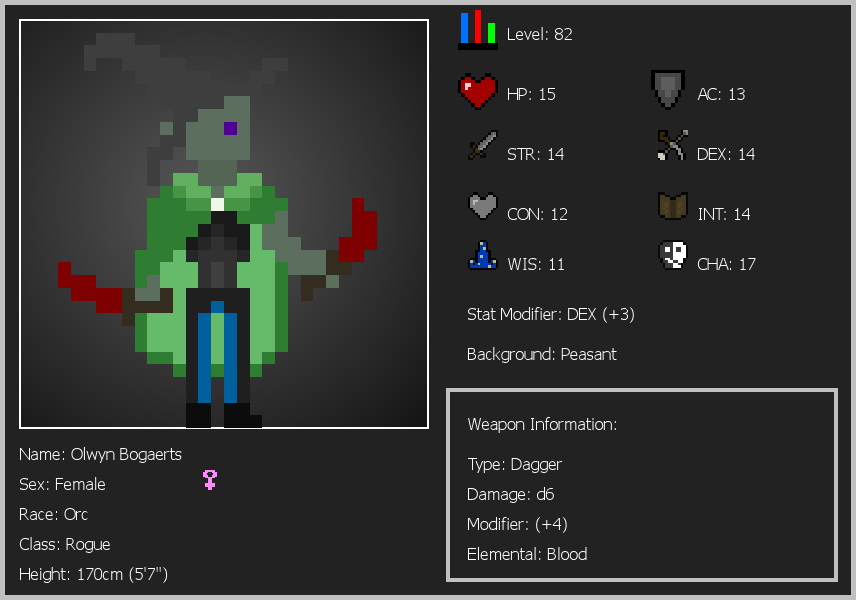 Level: 82
HP: 15
AC: 13
STR: 14
DEX: 14
CON: 12
INT: 14
WIS: 11
CHA: 17
Stat Modifier: DEX (+3)
Background: Peasant
Weapon Information:
Type: Dagger
Damage: d6
Modifier: (+4)
Elemental: Blood
Name: Olwyn Bogaerts
Sex: Female
Race: Orc
Class: Rogue
Height: 170cm (5'7")